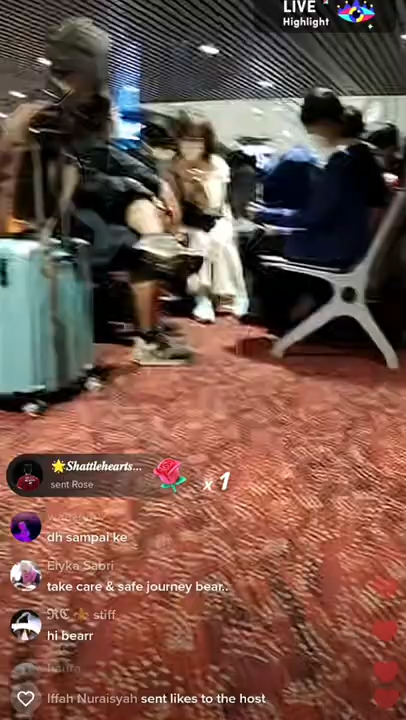 LIVE
Highlight
🌟Shattlehearts...
sent Rose
x 1
dh sampai ke
Elyka Sabri
take care & safe journey bear..
stiff
hi bearr
Iffah Nuraisyah sent likes to the host